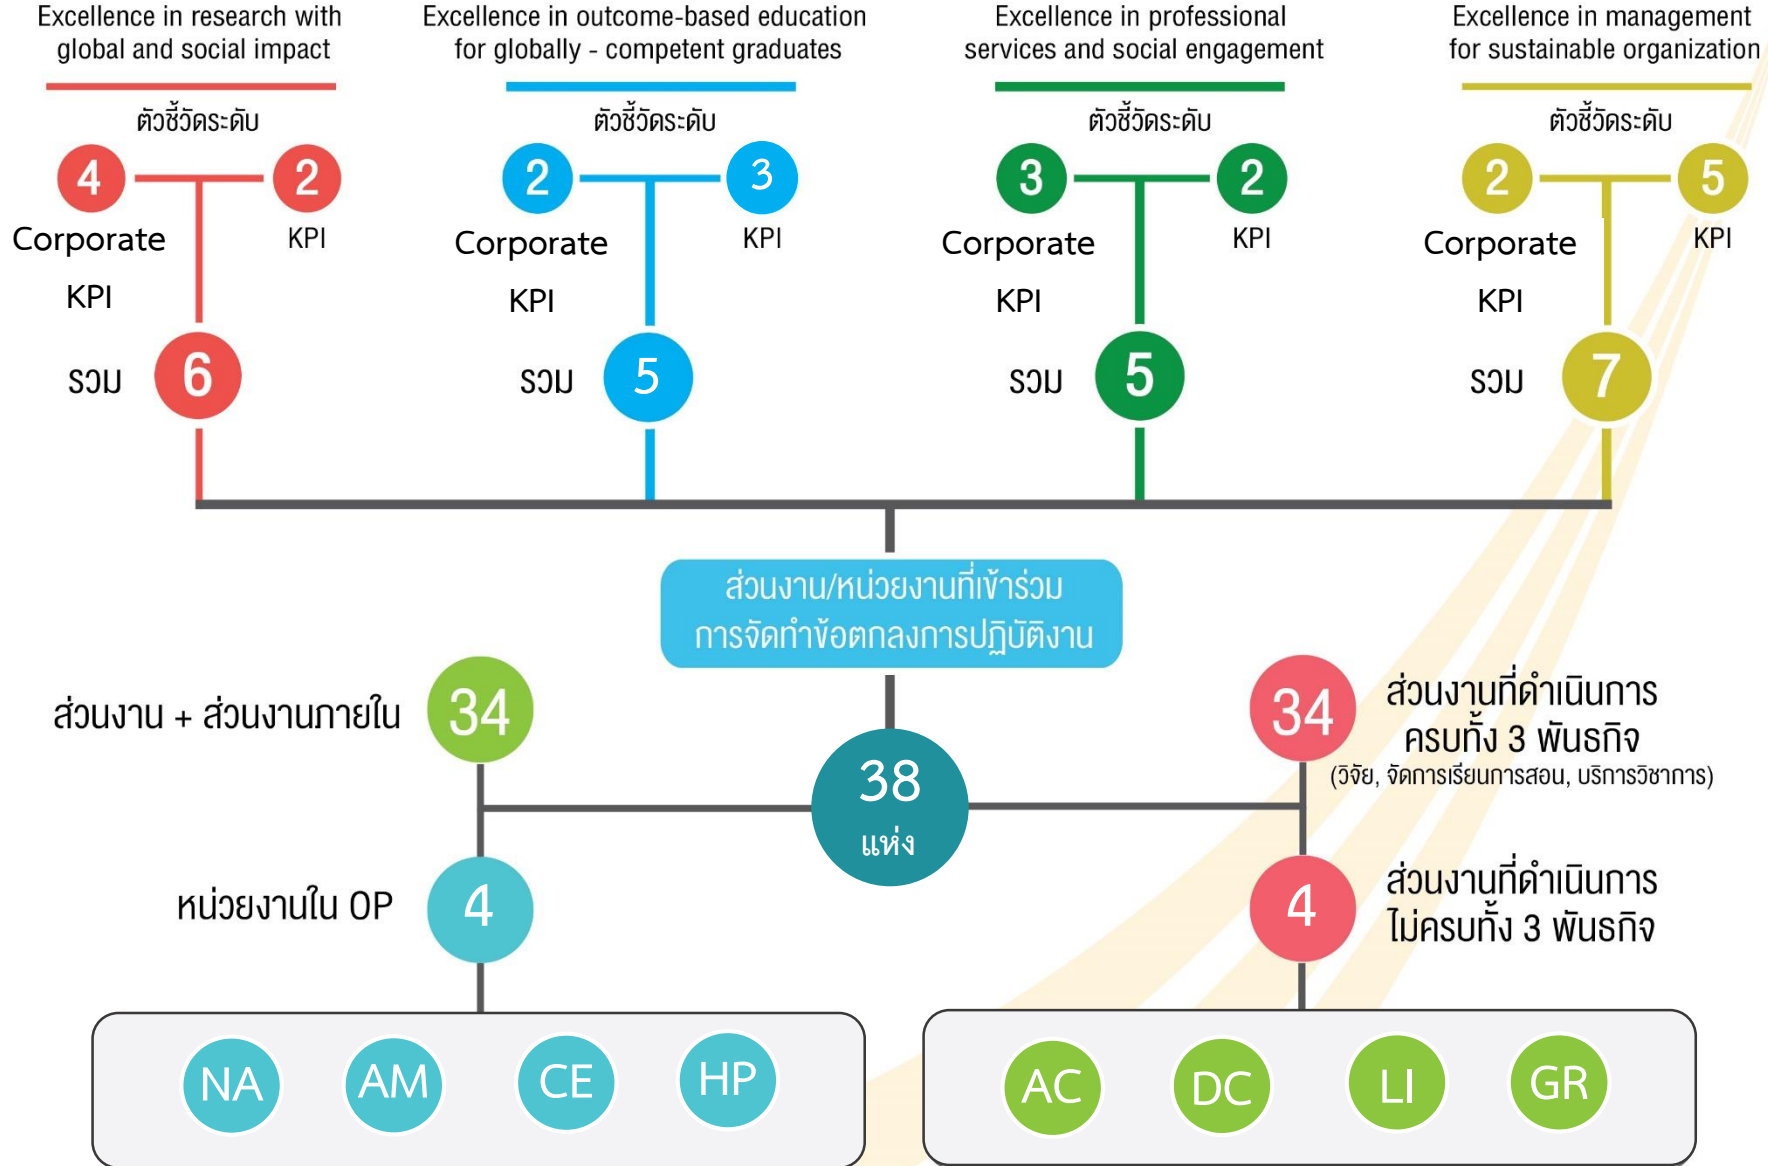 Excellence in research with
global and social impact
ตัวชี้วัดระดับ
4
2
Corporate
KPI
KPI
รวม
6
Excellence in outcome-based education
for globally - competent graduates
ตัวชี้วัดระดับ
2
3
Corporate
KPI
KPI
รวม
5
Excellence in professional
services and social engagement
ตัวชี้วัดระดับ
3
2
Corporate
KPI
KPI
รวม
5
Excellence in management
for sustainable organization
ตัวชี้วัดระดับ
2
5
Corporate
KPI
KPI
รวม
7
ส่วนงาน/หน่วยงานที่เข้าร่วม
การจัดทำข้อตกลงการปฏิบัติงาน
38
แห่ง
ส่วนงาน + ส่วนงานภายใน
34
หน่วยงานใน OP
4
34
ส่วนงานที่ดำเนินการ
ครบทั้ง 3 พันธกิจ
(วิจัย, จัดการเรียนการสอน, บริการวิชาการ)
4
ส่วนงานที่ดำเนินการ
ไม่ครบทั้ง 3 พันธกิจ
NA AM CE HP
AC DC LI GR